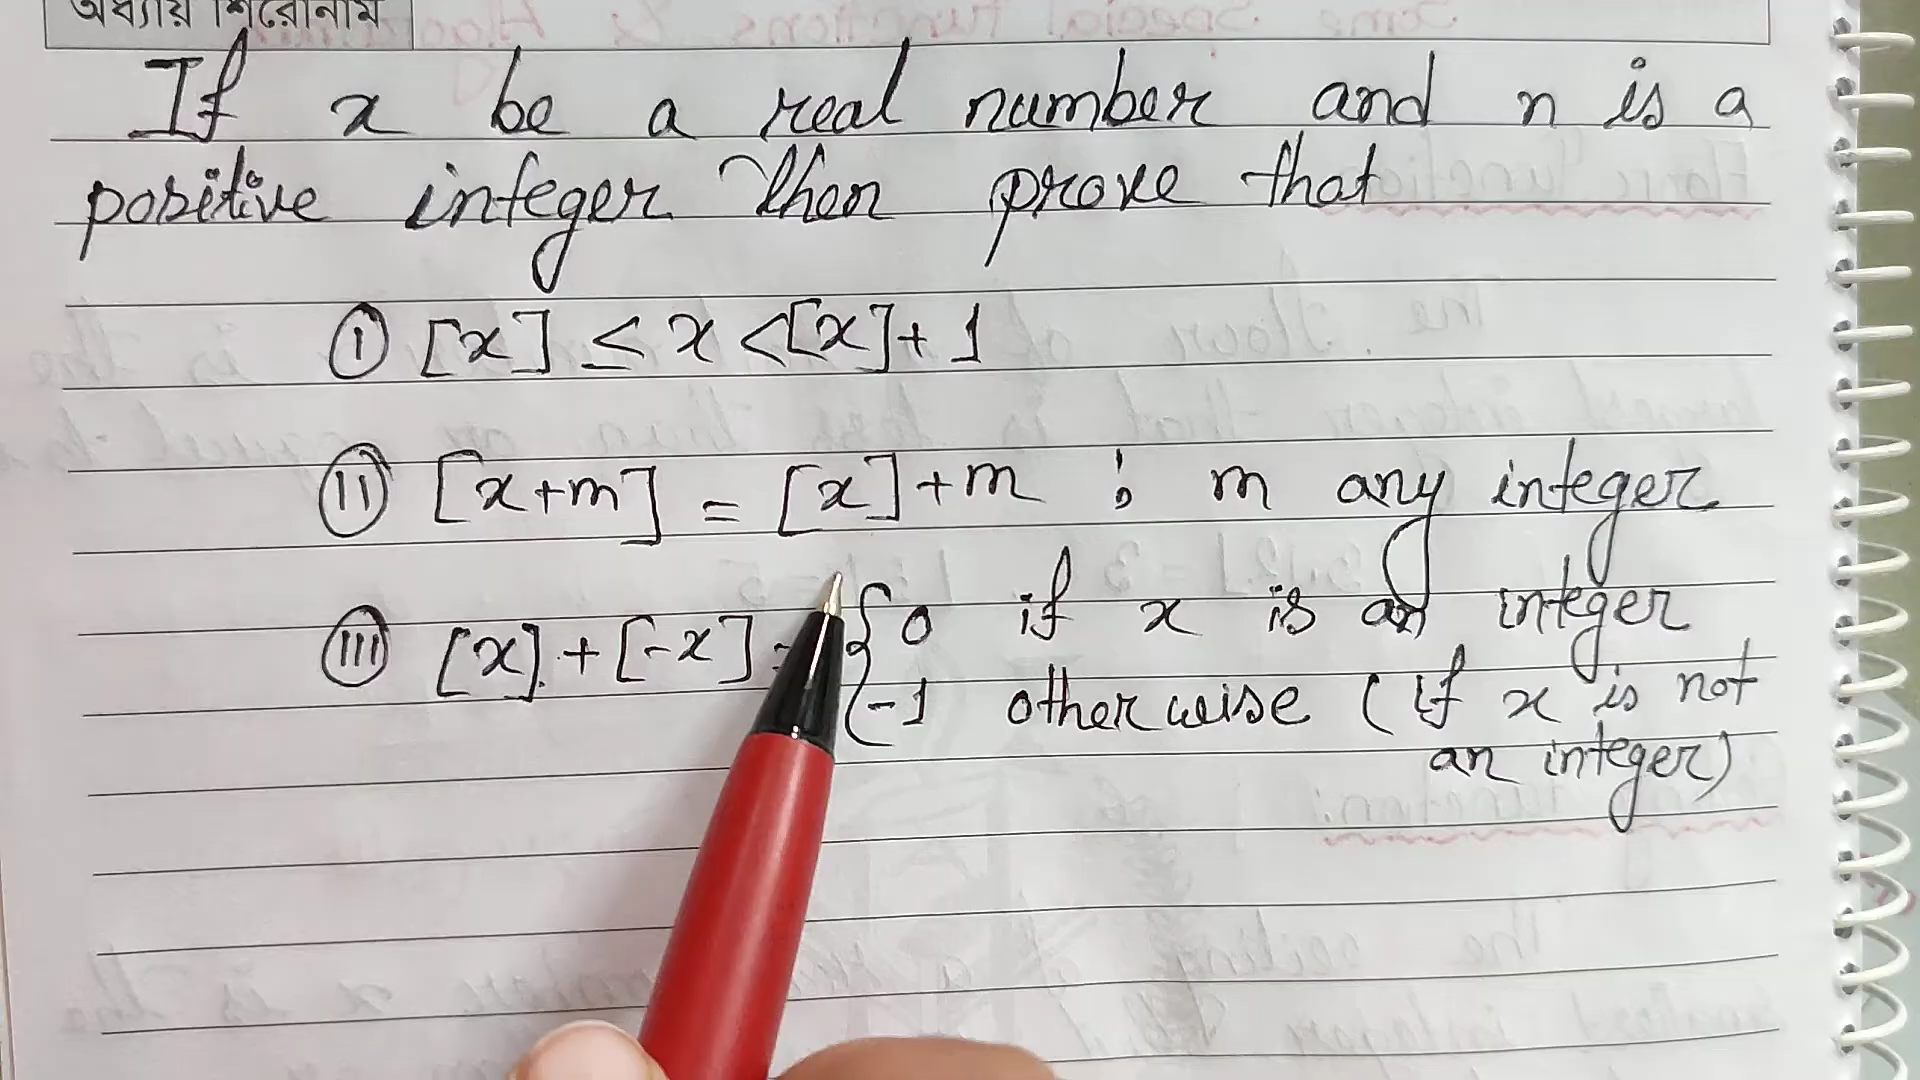 অধ্যায় শিরোনাম
If x be a real number and n is a
positive integer then prove that
(i) [x] ≤ x < [x] + 1
(ii) [x+m] = [x] + m ; m any integer
(iii) [x] + [-x] = { 0 if x is an integer
-1 otherwise (if x is not
an integer)